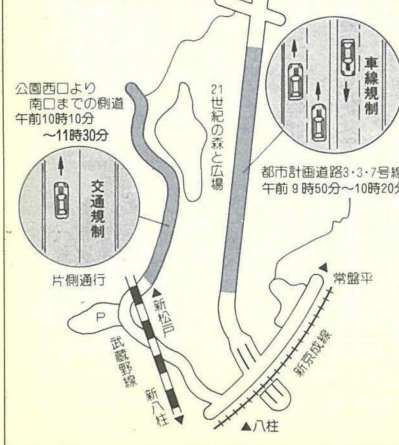 公園西口より
南口までの側道
午前10時10分
～11時30分
交通規制
片側通行
21世紀の森と広場
車線規制
都市計画道路3・3・7号線
午前9時50分～10時20分
P
武蔵野線
▲新松戸
新八柱
▲常盤平
新京成線
▲八柱